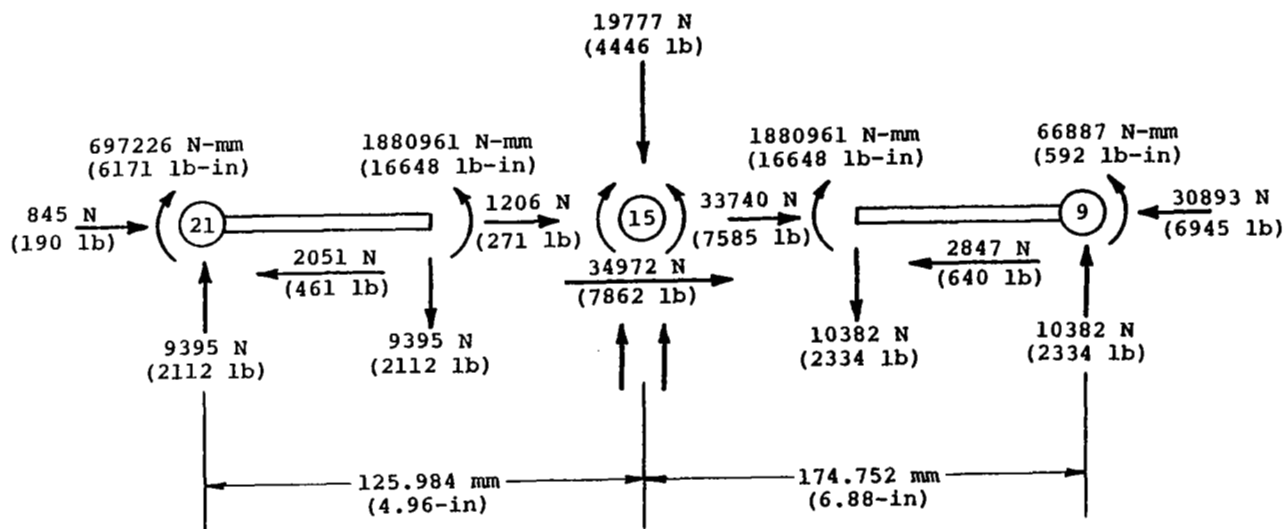 19777 N
(4446 lb)
697226 N-mm
(6171 lb-in)
1880961 N-mm
(16648 lb-in)
1880961 N-mm
(16648 lb-in)
66887 N-mm
(592 lb-in)
845 N
(190 lb)
21
1206 N
(271 lb)
15
33740 N
(7585 lb)
9
30893 N
(6945 lb)
2051 N
(461 lb)
34972 N
(7862 lb)
2847 N
(640 lb)
9395 N
(2112 lb)
9395 N
(2112 lb)
10382 N
(2334 lb)
10382 N
(2334 lb)
125.984 mm
(4.96-in)
174.752 mm
(6.88-in)